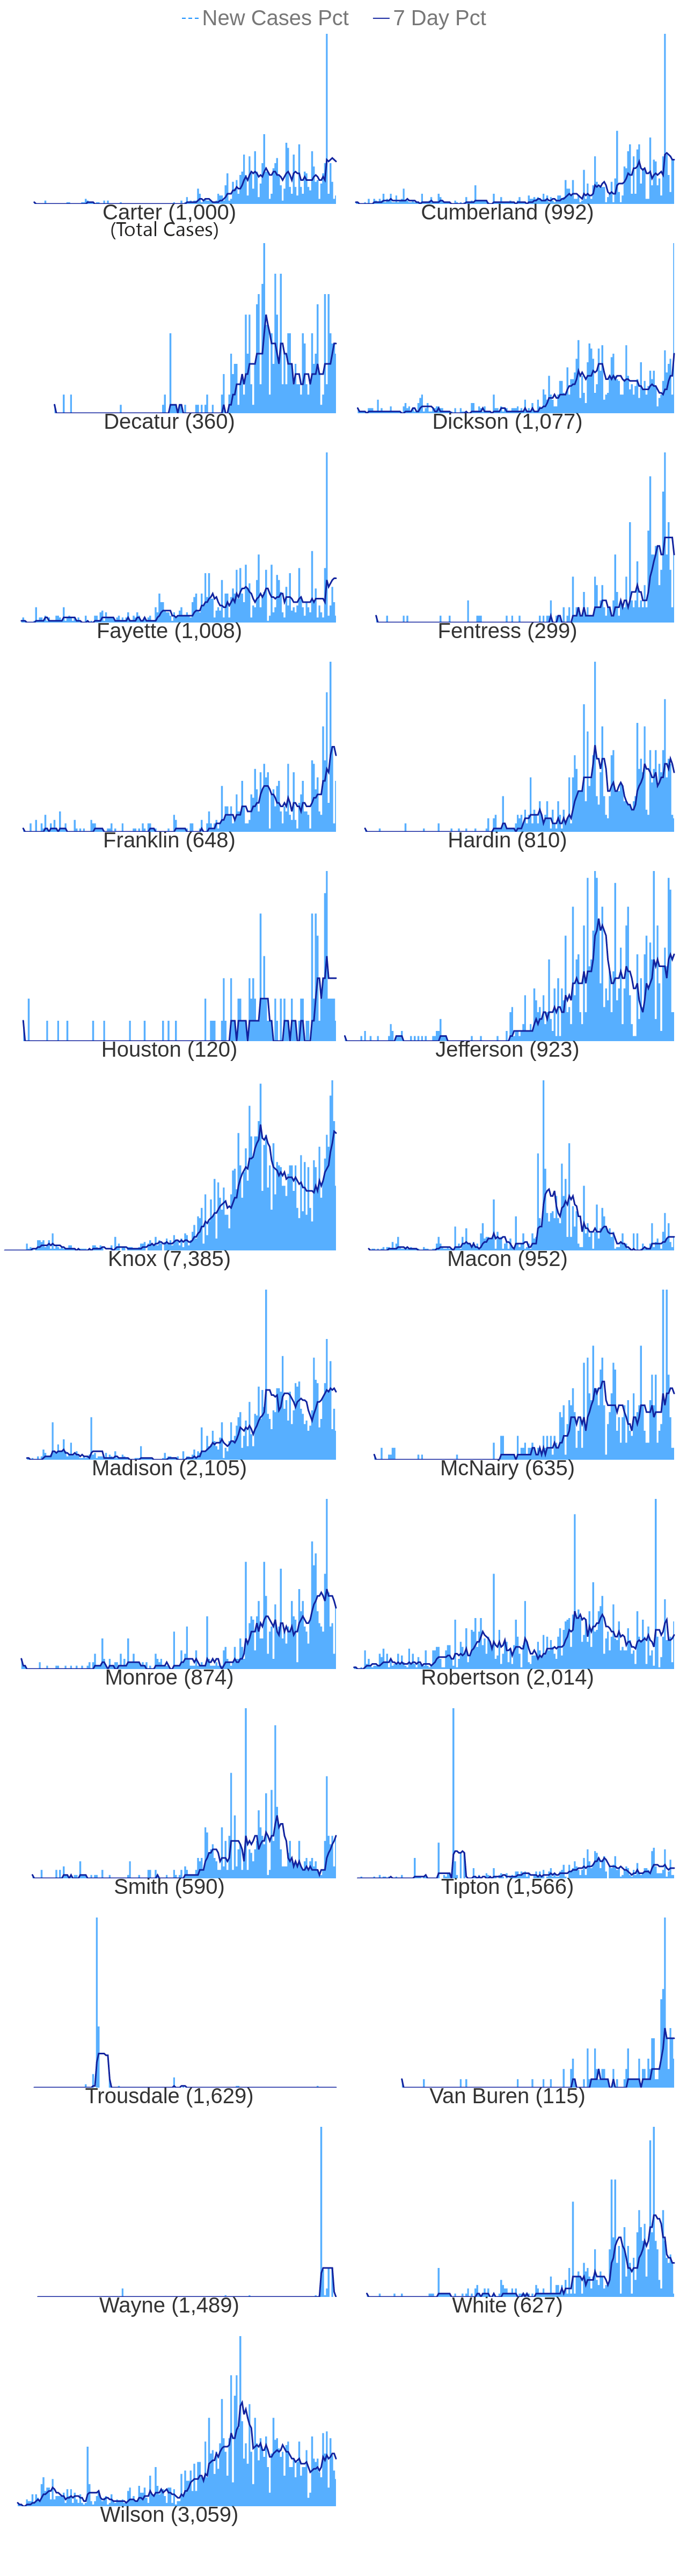 New Cases Pct 7 Day Pct
Carter (1,000) Cumberland (992)
(Total Cases)
Decatur (360) Dickson (1,077)
Fayette (1,008) Fentress (299)
Franklin (648) Hardin (810)
Houston (120) Jefferson (923)
Knox (7,385) Macon (952)
Madison (2,105) McNairy (635)
Monroe (874) Robertson (2,014)
Smith (590) Tipton (1,566)
Trousdale (1,629) Van Buren (115)
Wayne (1,489) White (627)
Wilson (3,059)